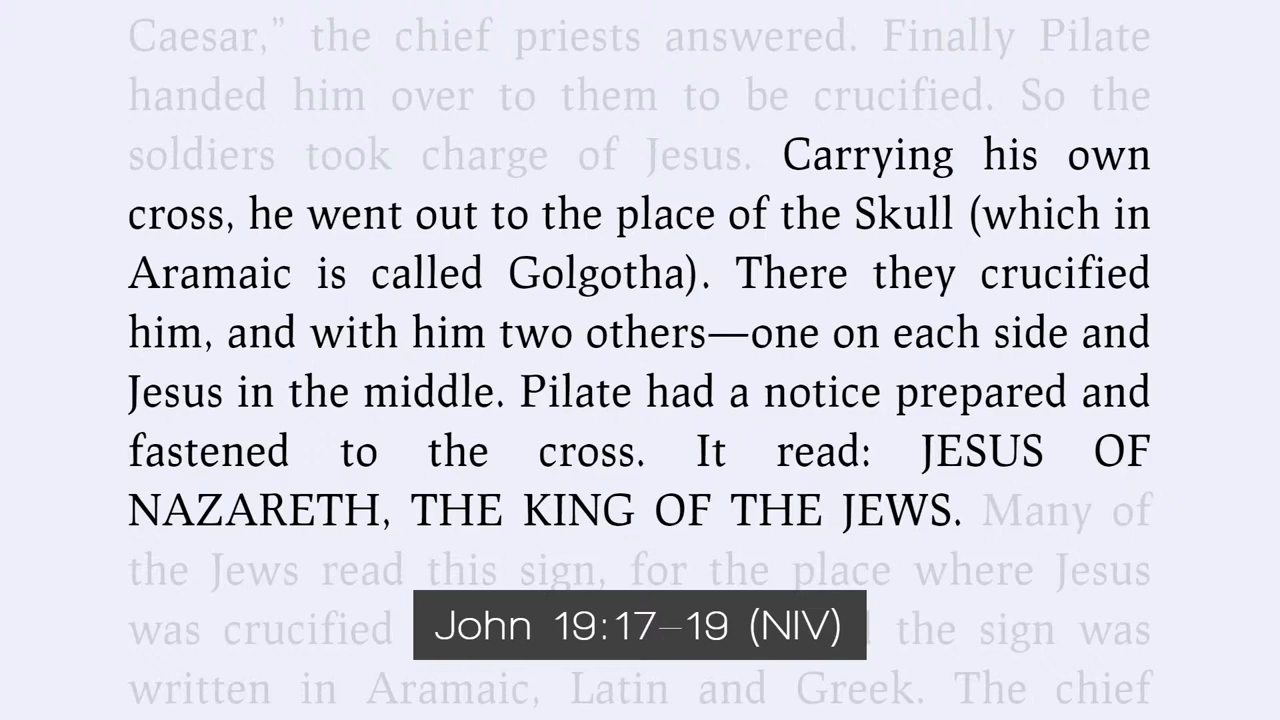 Caesar,” the chief priests answered. Finally Pilate
handed him over to them to be crucified. So the
soldiers took charge of Jesus. Carrying his own
cross, he went out to the place of the Skull (which in
Aramaic is called Golgotha). There they crucified
him, and with him two others—one on each side and
Jesus in the middle. Pilate had a notice prepared and
fastened to the cross. It read: JESUS OF
NAZARETH, THE KING OF THE JEWS. Many of
the Jews read this sign, for the place where Jesus
was crucified the sign was
John 19:17–19 (NIV)
written in Aramaic, Latin and Greek. The chief